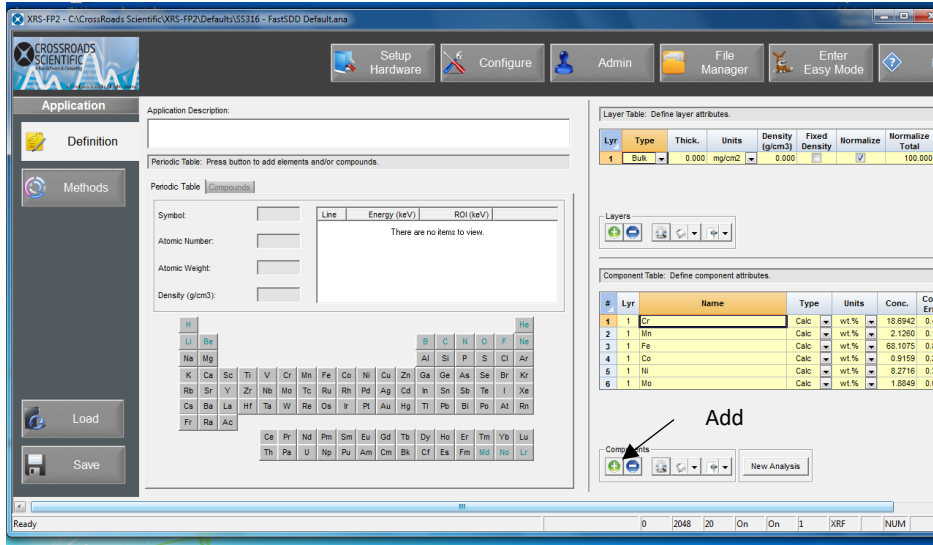 XRS-FP2 - C:\CrossRoads Scientific\XRS-FP2\Defaults\SS316 - FastSDD Default.ana
CROSSROADS
SCIENTIFIC
Setup Hardware
Configure
Admin
File Manager
Enter Easy Mode
Application
Definition
Methods
Load
Save
Application Description:
Periodic Table: Press button to add elements and/or compounds.
Periodic Table Compounds
Symbol:
Atomic Number:
Atomic Weight:
Density (g/cm3):
Line Energy (keV) ROI (keV)
There are no items to view.
H He
Li Be B C N O F Ne
Na Mg Al Si P S Cl Ar
K Ca Sc Ti V Cr Mn Fe Co Ni Cu Zn Ga Ge As Se Br Kr
Rb Sr Y Zr Nb Mo Tc Ru Rh Pd Ag Cd In Sn Sb Te I Xe
Cs Ba La Hf Ta W Re Os Ir Pt Au Hg Tl Pb Bi Po At Rn
Fr Ra Ac
Ce Pr Nd Pm Sm Eu Gd Tb Dy Ho Er Tm Yb Lu
Th Pa U Np Pu Am Cm Bk Cf Es Fm Md No Lr
Layer Table: Define layer attributes.
Lyr Type Thick. Units Density (g/cm3) Fixed Density Normalize Normalize Total
1 Bulk 0.000 mg/cm2 0.000 100.000
Layers
Component Table: Define component attributes.
# Lyr Name Type Units Conc.
1 1 Cr Calc wt.% 18.6942
2 1 Mn Calc wt.% 2.1260
3 1 Fe Calc wt.% 68.1075
4 1 Co Calc wt.% 0.9159
5 1 Ni Calc wt.% 8.2716
6 1 Mo Calc wt.% 1.8849
Add
Components
New Analysis
Ready
0 2048 20 On On 1 XRF NUM